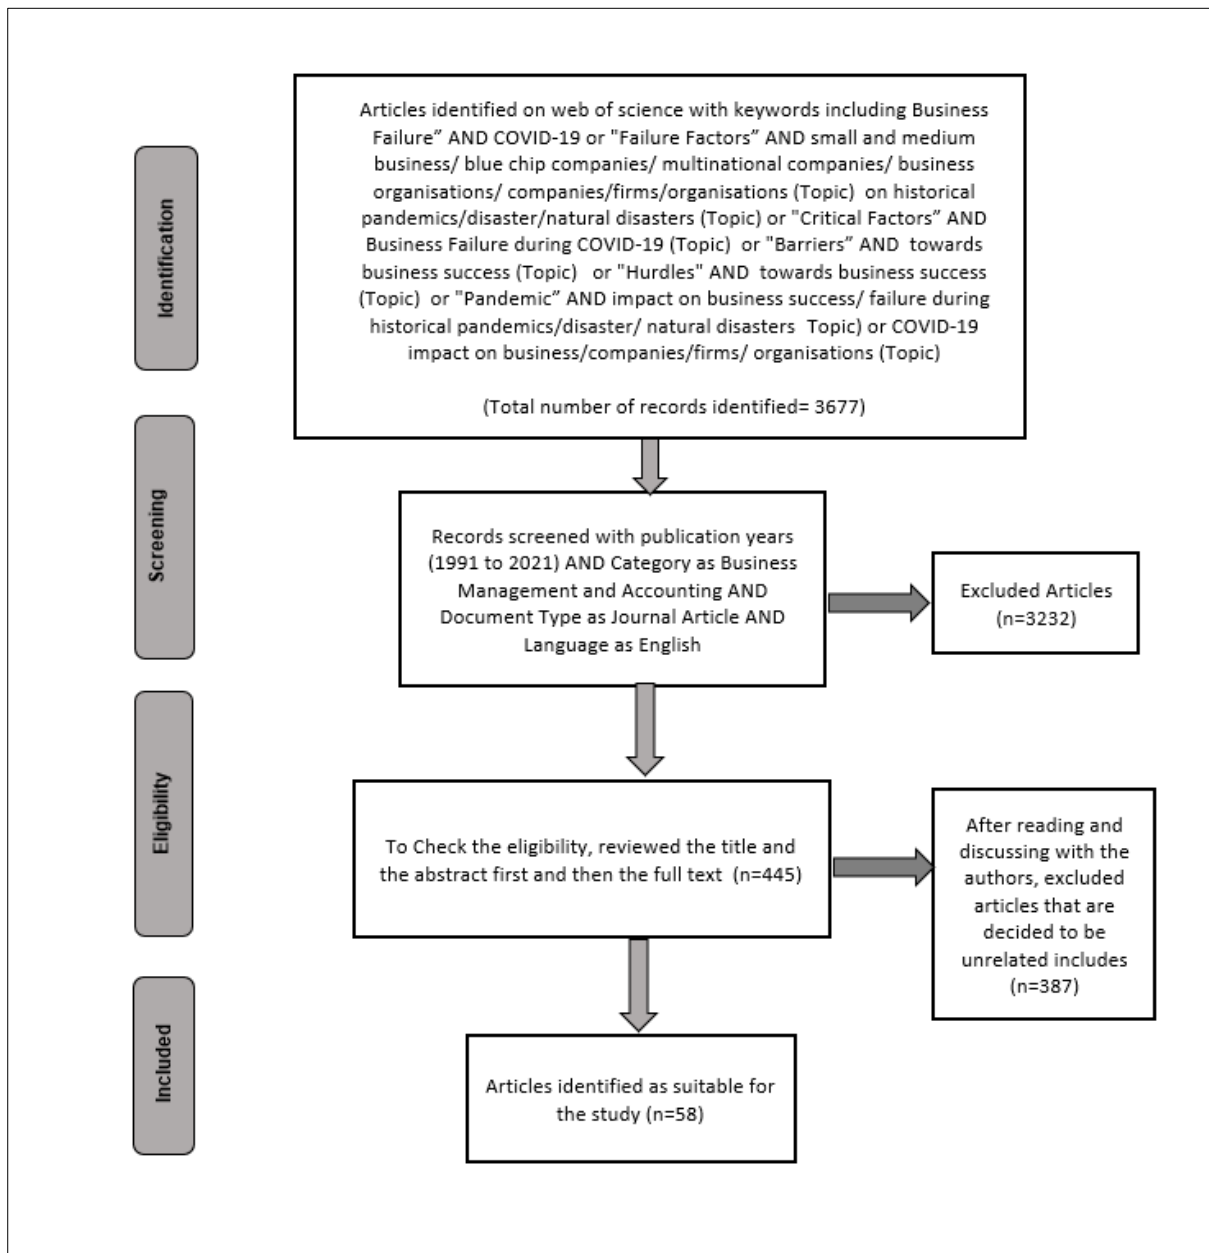 Identification
Articles identified on web of science with keywords including Business
Failure” AND COVID-19 or "Failure Factors” AND small and medium
business/ blue chip companies/ multinational companies/ business
organisations/ companies/firms/organisations (Topic) on historical
pandemics/disaster/natural disasters (Topic) or "Critical Factors” AND
Business Failure during COVID-19 (Topic) or "Barriers” AND towards
business success (Topic) or "Hurdles" AND towards business success
(Topic) or "Pandemic” AND impact on business success/ failure during
historical pandemics/disaster/ natural disasters Topic) or COVID-19
impact on business/companies/firms/ organisations (Topic)
(Total number of records identified= 3677)
Screening
Records screened with publication years
(1991 to 2021) AND Category as Business
Management and Accounting AND
Document Type as Journal Article AND
Language as English
Excluded Articles
(n=3232)
Eligibility
To Check the eligibility, reviewed the title and
the abstract first and then the full text (n=445)
After reading and
discussing with the
authors, excluded
articles that are
decided to be
unrelated includes
(n=387)
Included
Articles identified as suitable for
the study (n=58)